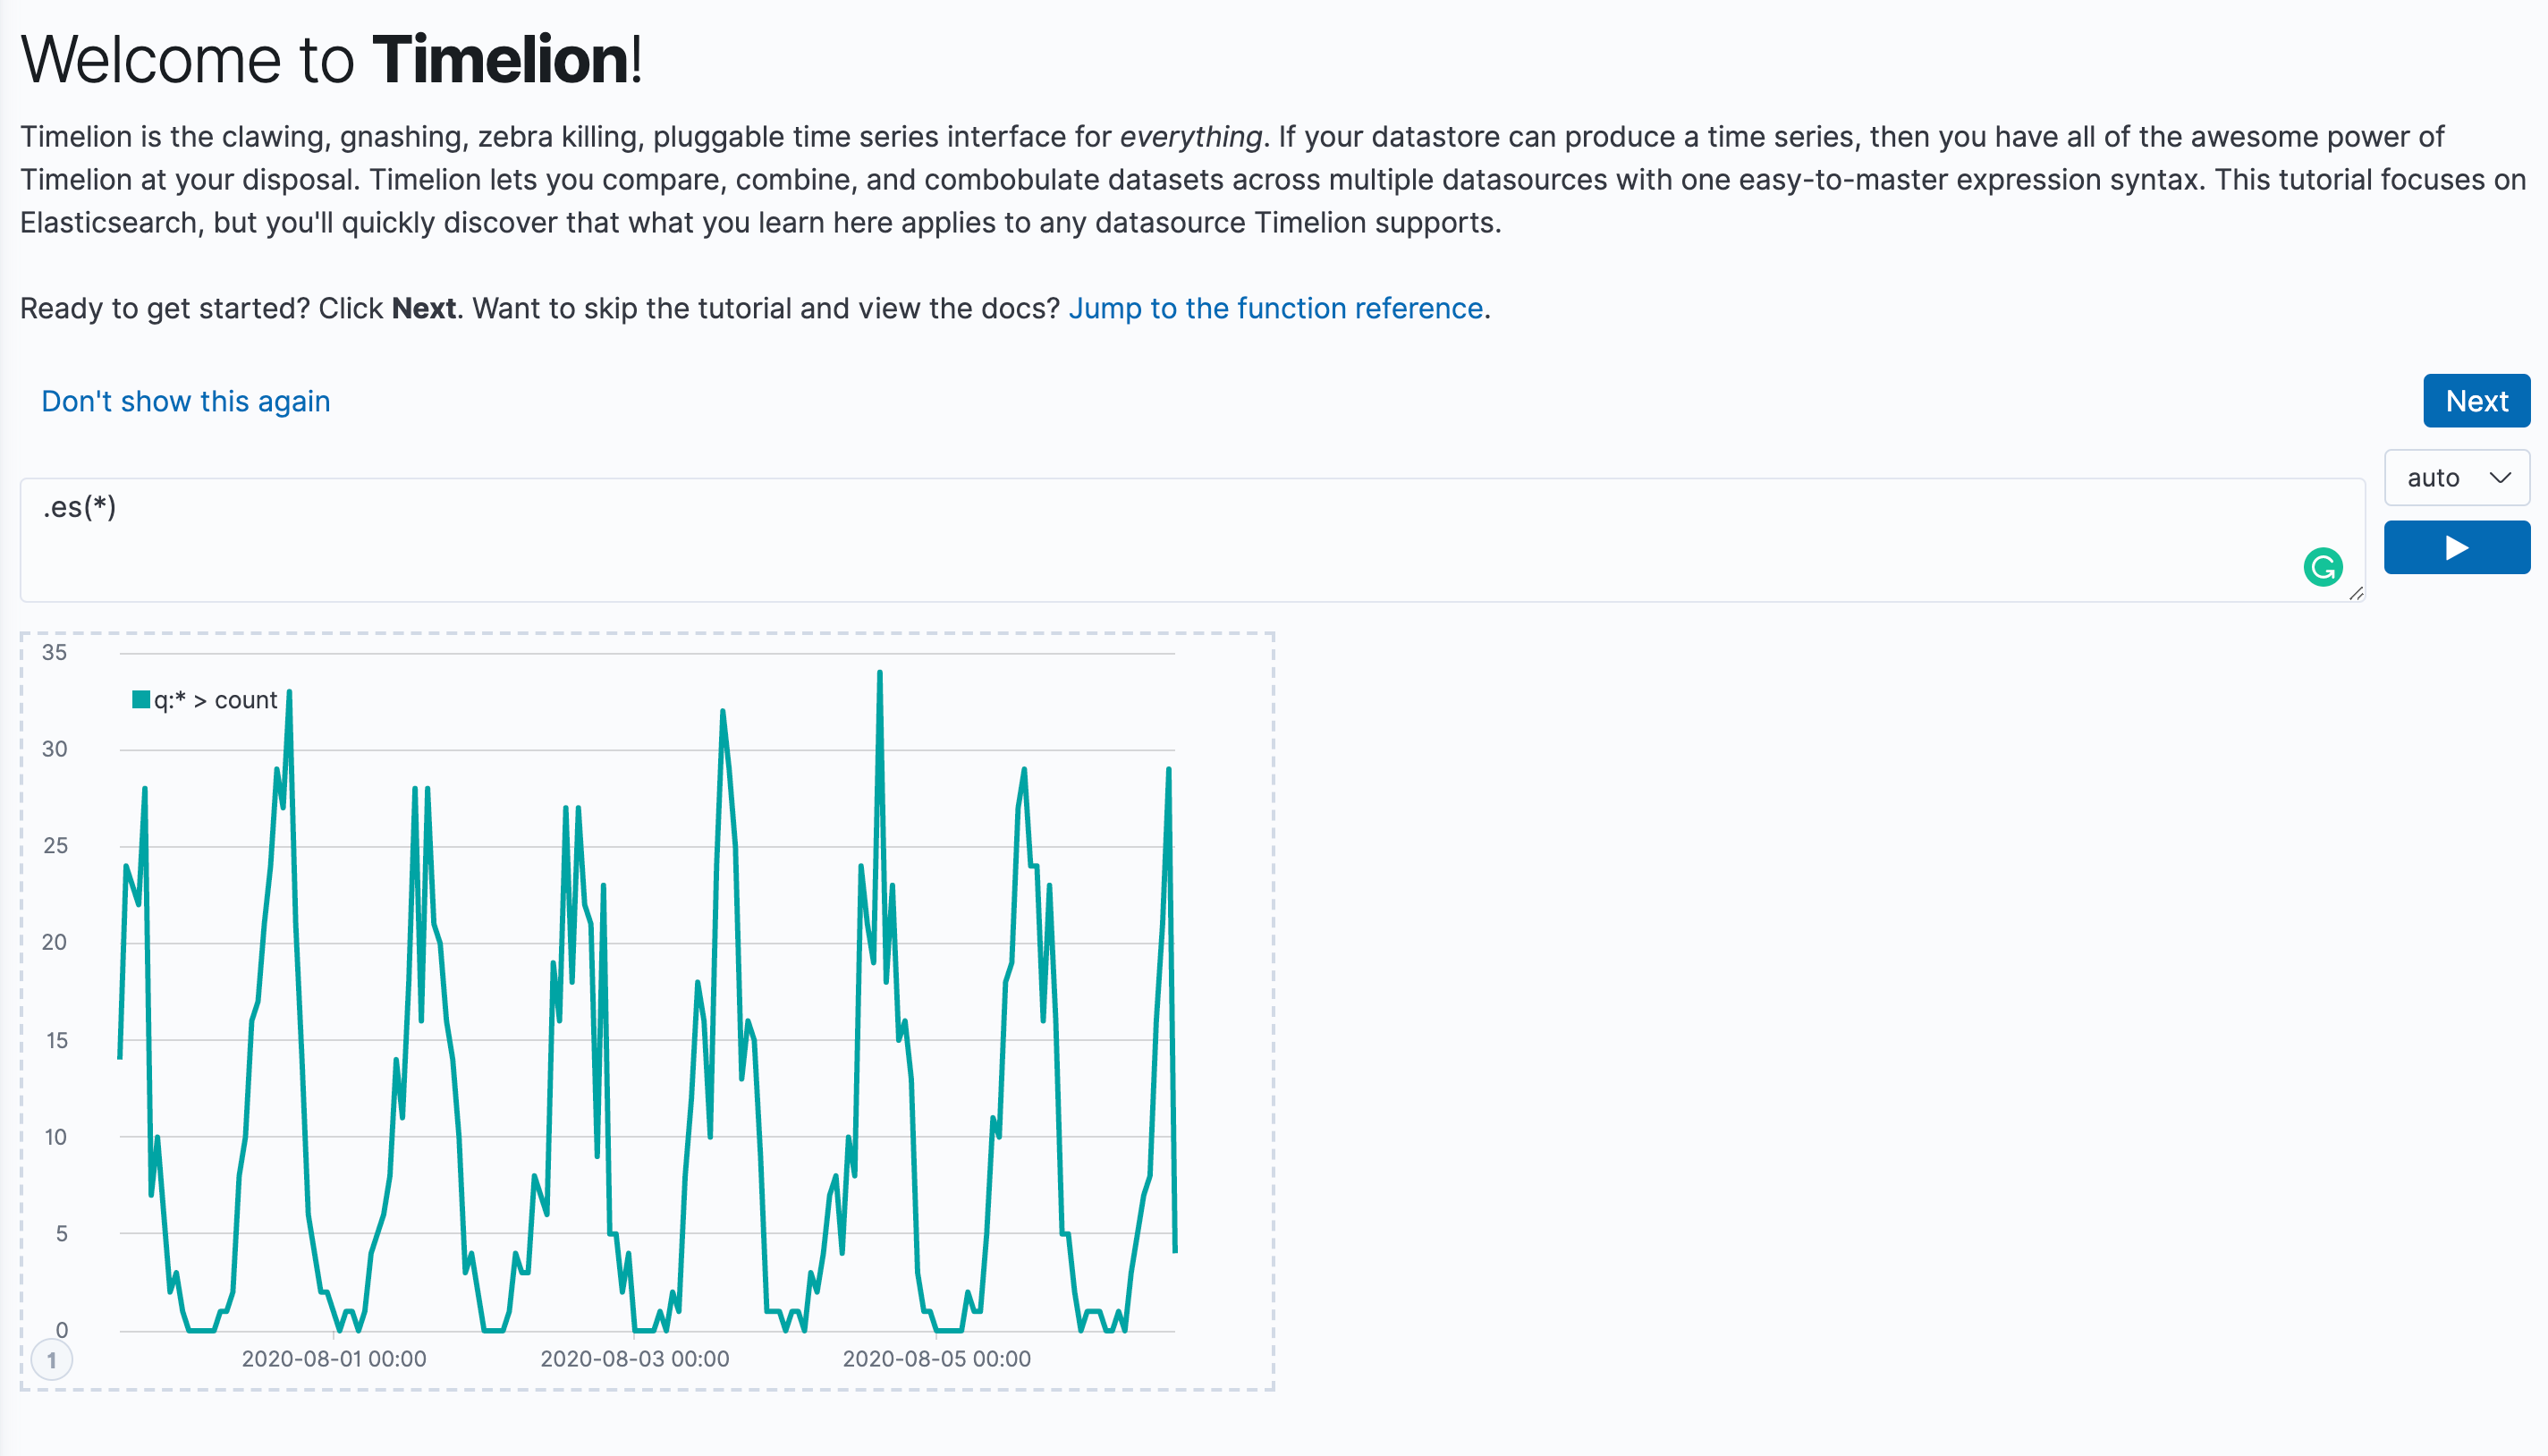 Welcome to Timelion!
Timelion is the clawing, gnashing, zebra killing, pluggable time series interface for everything. If your datastore can produce a time series, then you have all of the awesome power of
Timelion at your disposal. Timelion lets you compare, combine, and combobulate datasets across multiple datasources with one easy-to-master expression syntax. This tutorial focuses on
Elasticsearch, but you'll quickly discover that what you learn here applies to any datasource Timelion supports.
Ready to get started? Click Next. Want to skip the tutorial and view the docs? Jump to the function reference.
Don't show this again
Next
auto
.es(*)
35
q:* > count
30
25
20
15
10
5
0
1
2020-08-01 00:00
2020-08-03 00:00
2020-08-05 00:00